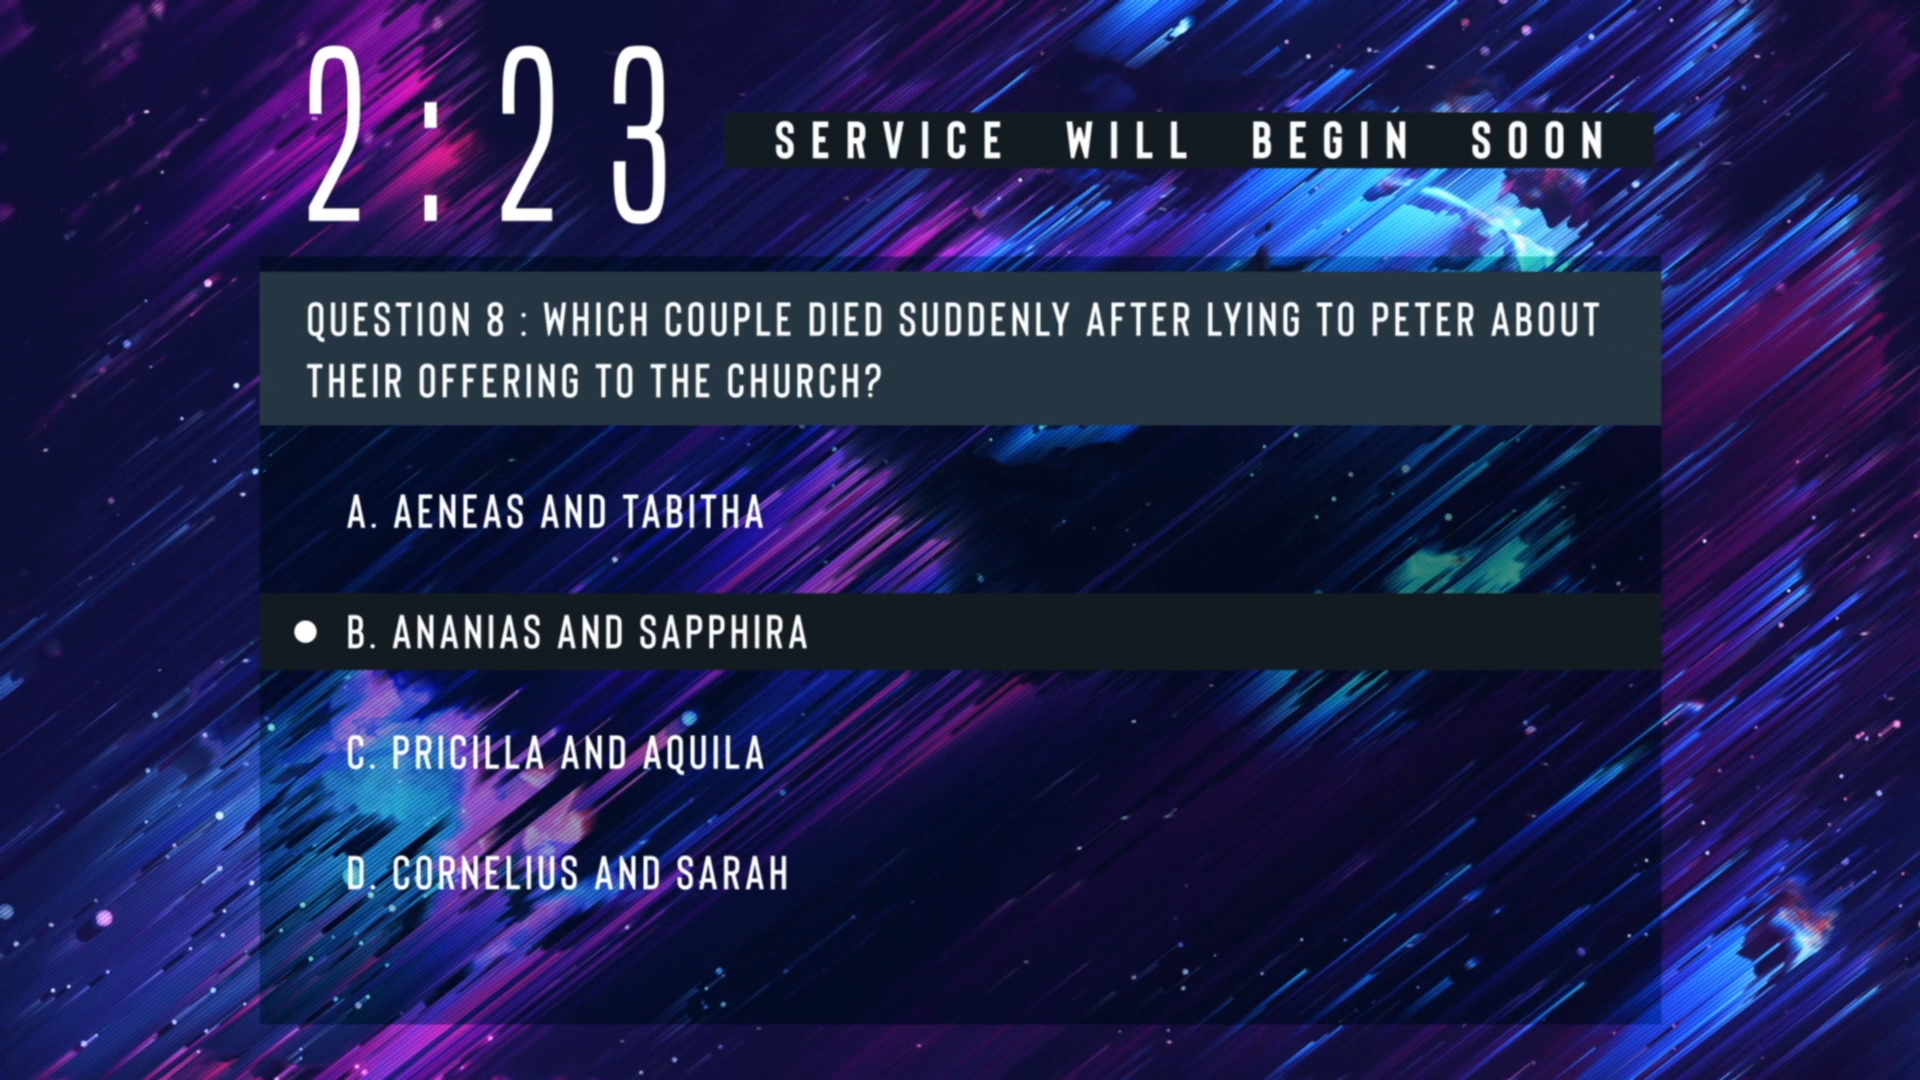 2:23
SERVICE WILL BEGIN SOON
QUESTION 8 : WHICH COUPLE DIED SUDDENLY AFTER LYING TO PETER ABOUT
THEIR OFFERING TO THE CHURCH?
A. AENEAS AND TABITHA
B. ANANIAS AND SAPPHIRA
C. PRICILLA AND AQUILA
D. CORNELIUS AND SARAH